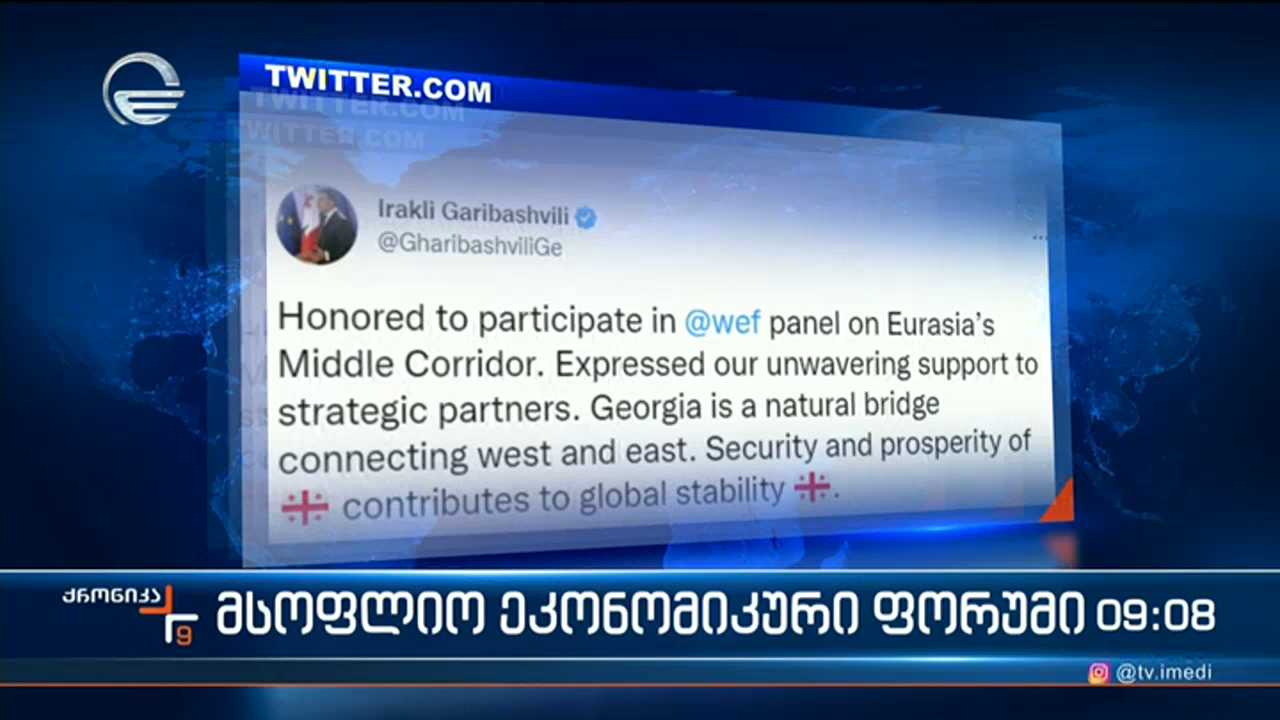 TWITTER.COM
Irakli Garibashvili
@GharibashviliGe
Honored to participate in @wef panel on Eurasia's
Middle Corridor. Expressed our unwavering support to
strategic partners. Georgia is a natural bridge
connecting west and east. Security and prosperity of
contributes to global stability .
ქრონიკა
9
მსოფლიო ეკონომიკური ფორუმი 09:08
@tv.imedi